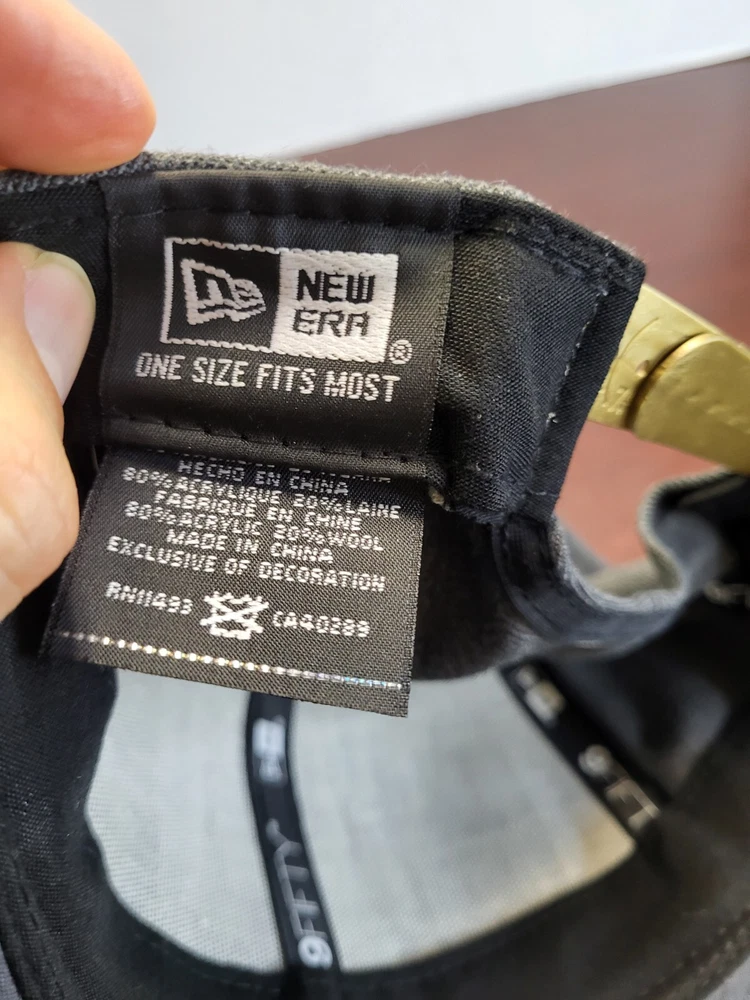 NEW
ERA®
ONE SIZE FITS MOST
HECHO EN CHINA
80% ACRYLIQUE 20% LAINE
FABRIQUE EN CHINE
80% ACRYLIC 20% WOOL
MADE IN CHINA
EXCLUSIVE OF DECORATION
RN11493 CA40289
9FIFTY